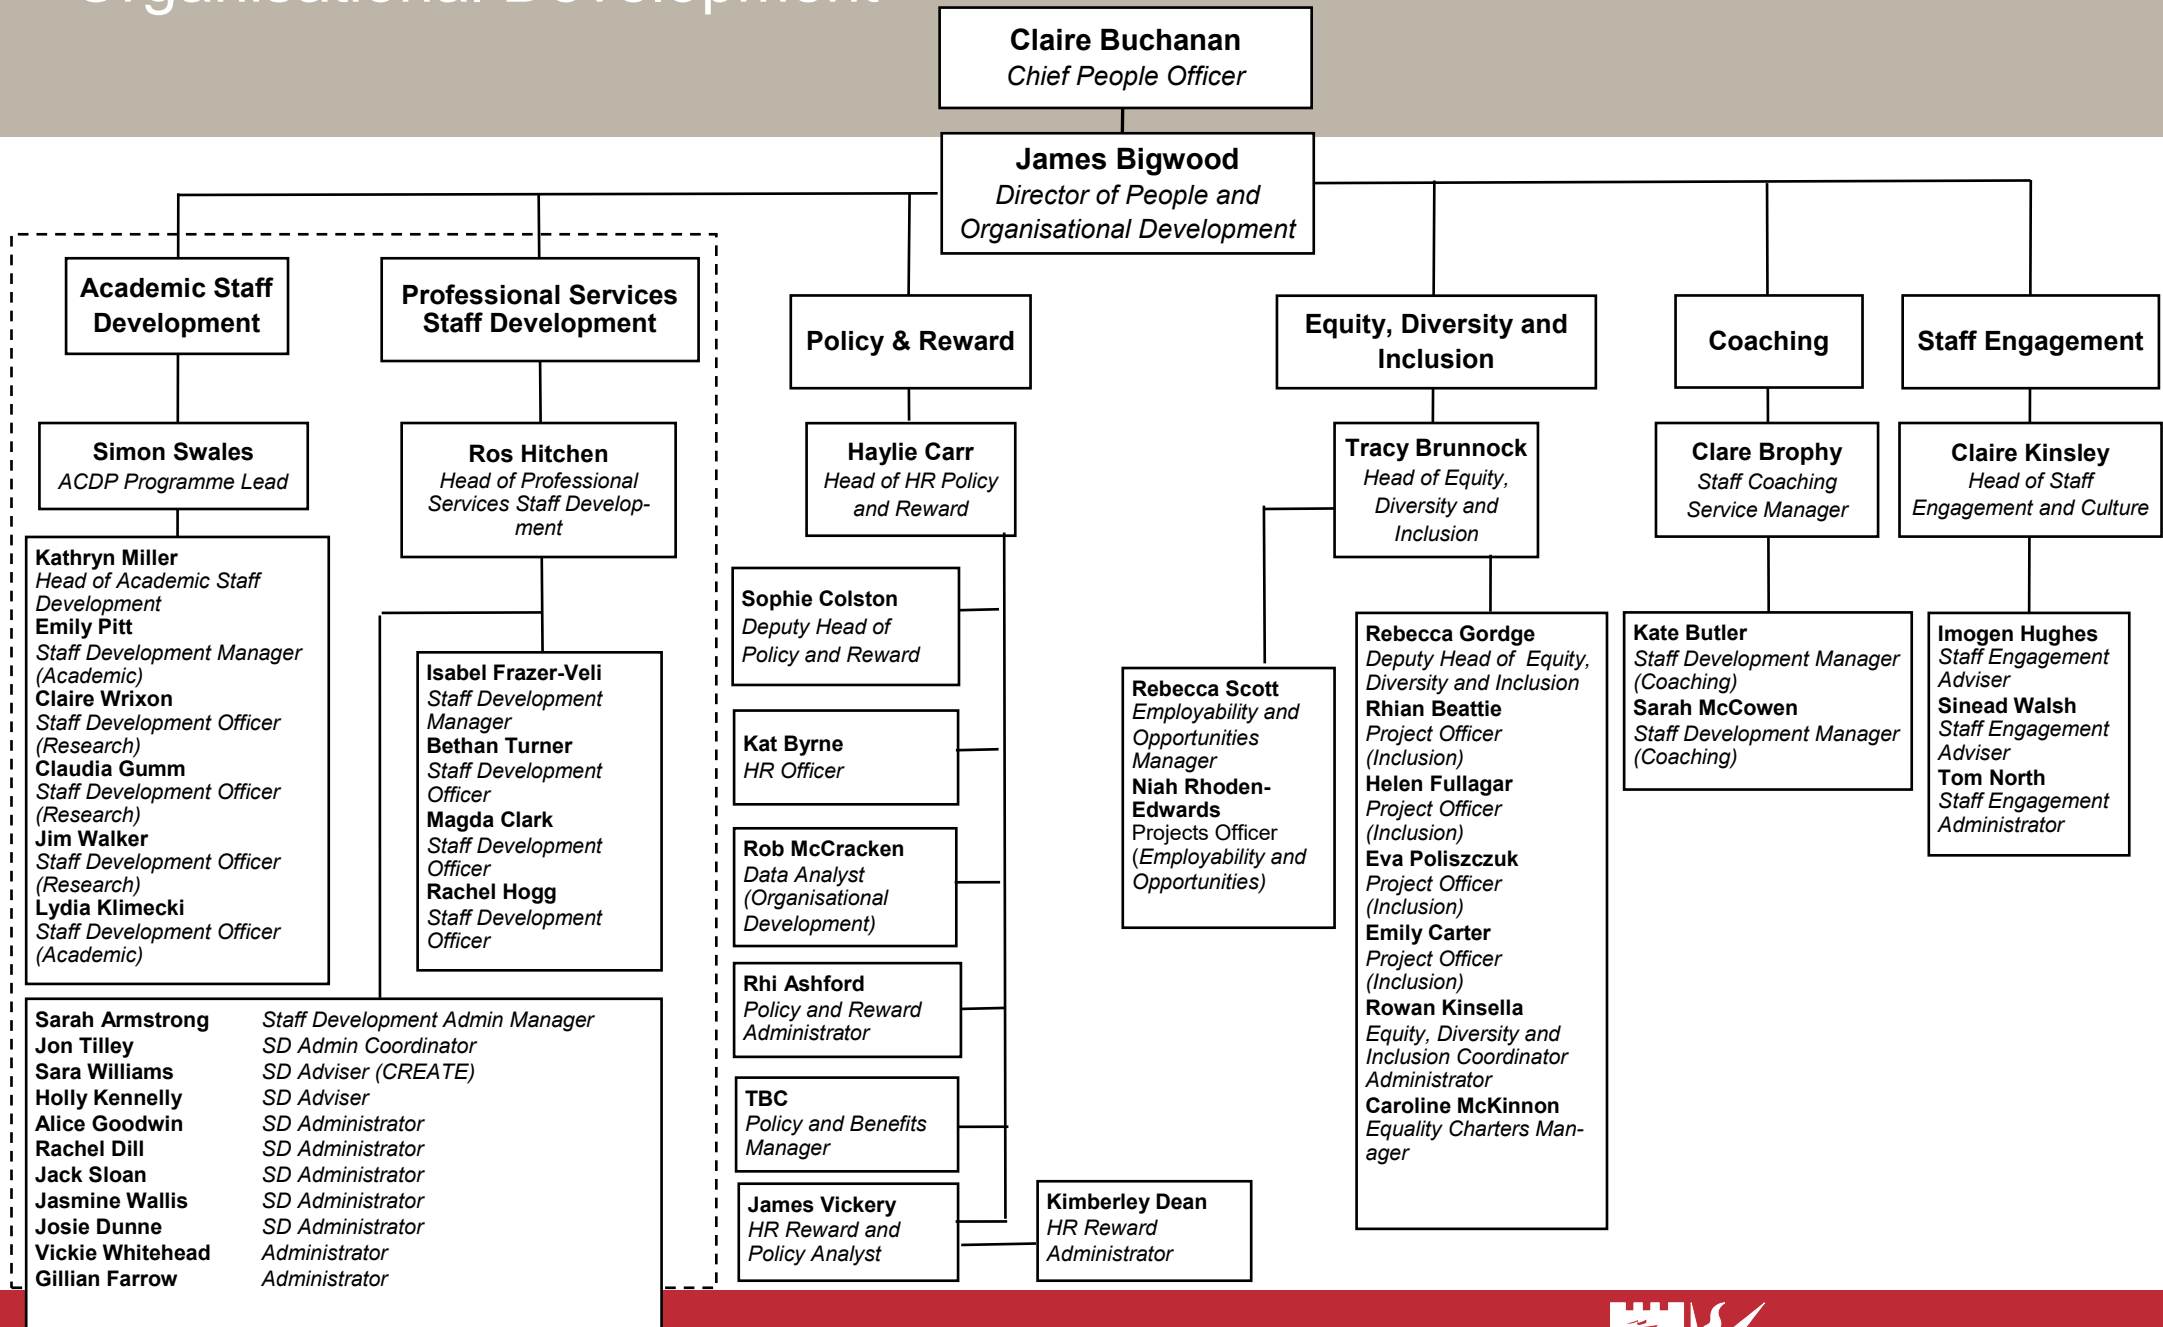 Organisational Development
Claire Buchanan
Chief People Officer
James Bigwood
Director of People and
Organisational Development
Academic Staff
Development
Professional Services
Staff Development
Policy & Reward
Equity, Diversity and
Inclusion
Coaching
Staff Engagement
Simon Swales
ACDP Programme Lead
Ros Hitchen
Head of Professional
Services Staff Develop-
ment
Haylie Carr
Head of HR Policy
and Reward
Tracy Brunnock
Head of Equity,
Diversity and
Inclusion
Clare Brophy
Staff Coaching
Service Manager
Claire Kinsley
Head of Staff
Engagement and Culture
Kathryn Miller
Head of Academic Staff
Development
Emily Pitt
Staff Development Manager
(Academic)
Claire Wrixon
Staff Development Officer
(Research)
Claudia Gumm
Staff Development Officer
(Research)
Jim Walker
Staff Development Officer
(Research)
Lydia Klimecki
Staff Development Officer
(Academic)
Isabel Frazer-Veli
Staff Development
Manager
Bethan Turner
Staff Development
Officer
Magda Clark
Staff Development
Officer
Rachel Hogg
Staff Development
Officer
Sarah Armstrong Staff Development Admin Manager
Jon Tilley SD Admin Coordinator
Sara Williams SD Adviser (CREATE)
Holly Kennelly SD Adviser
Alice Goodwin SD Administrator
Rachel Dill SD Administrator
Jack Sloan SD Administrator
Jasmine Wallis SD Administrator
Josie Dunne SD Administrator
Vickie Whitehead Administrator
Gillian Farrow Administrator
Sophie Colston
Deputy Head of
Policy and Reward
Kat Byrne
HR Officer
Rob McCracken
Data Analyst
(Organisational
Development)
Rhi Ashford
Policy and Reward
Administrator
TBC
Policy and Benefits
Manager
James Vickery
HR Reward and
Policy Analyst
Kimberley Dean
HR Reward
Administrator
Rebecca Scott
Employability and
Opportunities
Manager
Niah Rhoden-
Edwards
Projects Officer
(Employability and
Opportunities)
Rebecca Gordge
Deputy Head of Equity,
Diversity and Inclusion
Rhian Beattie
Project Officer
(Inclusion)
Helen Fullagar
Project Officer
(Inclusion)
Eva Poliszczuk
Project Officer
(Inclusion)
Emily Carter
Project Officer
(Inclusion)
Rowan Kinsella
Equity, Diversity and
Inclusion Coordinator
Administrator
Caroline McKinnon
Equality Charters Man-
ager
Kate Butler
Staff Development Manager
(Coaching)
Sarah McCowen
Staff Development Manager
(Coaching)
Imogen Hughes
Staff Engagement
Adviser
Sinead Walsh
Staff Engagement
Adviser
Tom North
Staff Engagement
Administrator